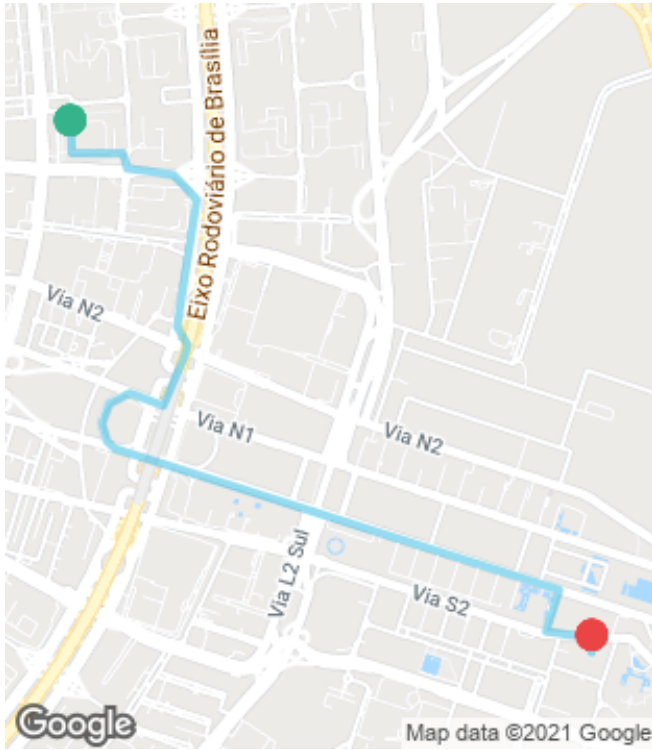 Eixo Rodoviário de Brasília
Via N2
Via N1
Via N2
Via L2 Sul
Via S2
Google
Map data ©2021 Google